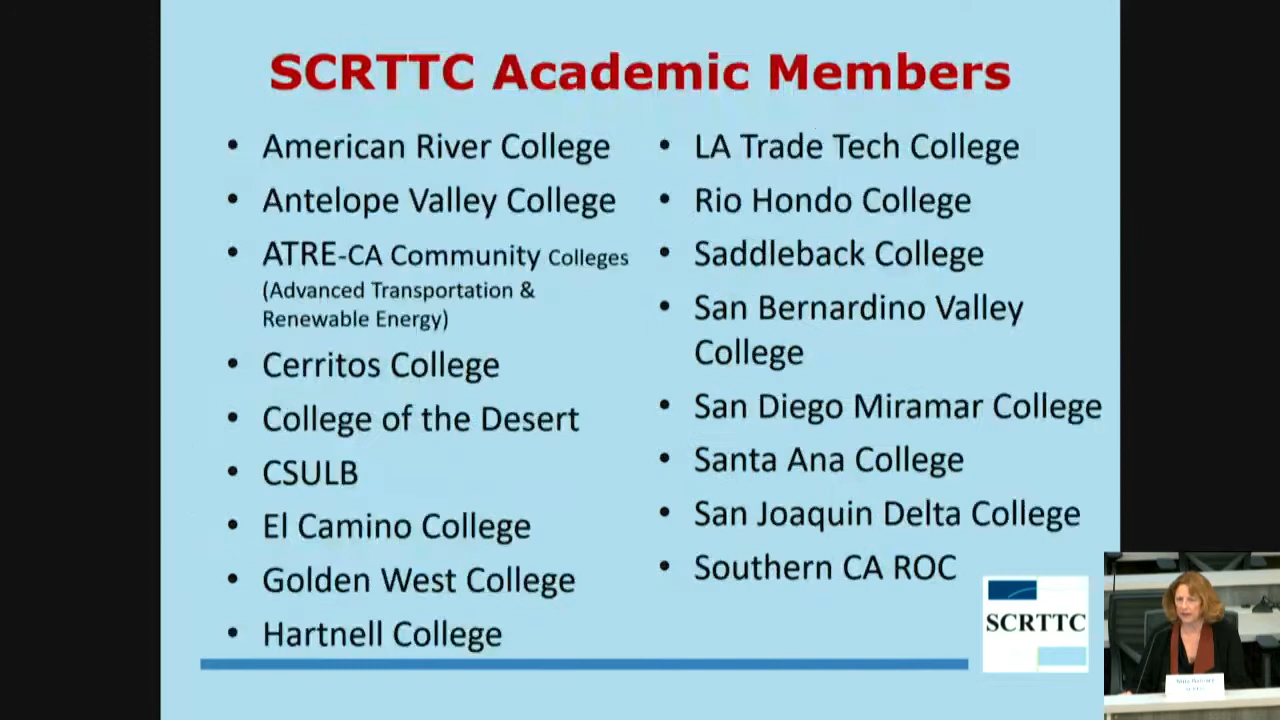 SCRTTC Academic Members
• American River College
• Antelope Valley College
• ATRE-CA Community Colleges
(Advanced Transportation &
Renewable Energy)
• Cerritos College
• College of the Desert
• CSULB
• El Camino College
• Golden West College
• Hartnell College
• LA Trade Tech College
• Rio Hondo College
• Saddleback College
• San Bernardino Valley
College
• San Diego Miramar College
• Santa Ana College
• San Joaquin Delta College
• Southern CA ROC
SCRTTC